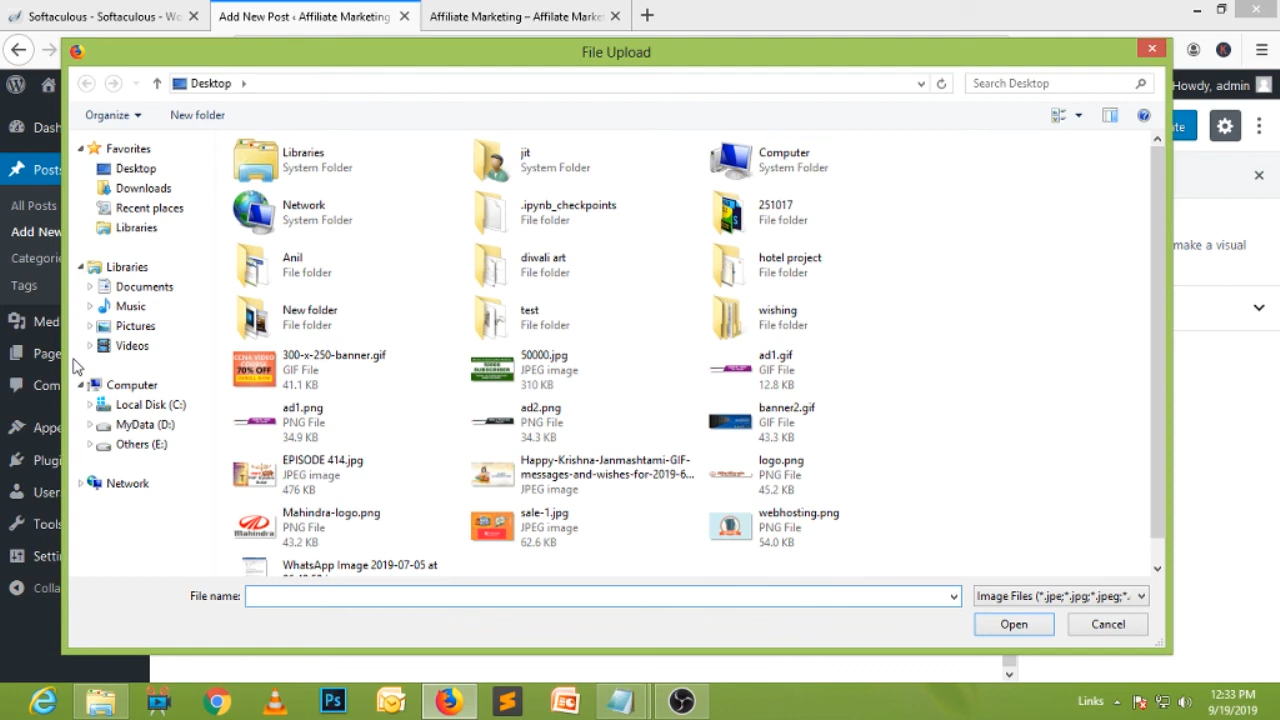 Softaculous - Softaculous - Wo
Add New Post ‹ Affiliate Marketing
Affiliate Marketing – Affilate Market
File Upload
Desktop
Search Desktop
Howdy, admin
Organize
New folder
Dash
Posts
All Posts
Add New
Categorie
Tags
Med
Page
Com
Appe
Plugi
User
Tools
Setti
Colla
Favorites
Desktop
Downloads
Recent places
Libraries
Libraries
Documents
Music
Pictures
Videos
Computer
Local Disk (C:)
MyData (D:)
Others (E:)
Network
Libraries
System Folder
jit
System Folder
Computer
System Folder
Network
System Folder
.ipynb_checkpoints
File folder
251017
File folder
Anil
File folder
diwali art
File folder
hotel project
File folder
New folder
File folder
test
File folder
wishing
File folder
300-x-250-banner.gif
GIF File
41.1 KB
50000.jpg
JPEG image
310 KB
ad1.gif
GIF File
12.8 KB
ad1.png
PNG File
34.9 KB
ad2.png
PNG File
34.3 KB
banner2.gif
GIF File
43.3 KB
EPISODE 414.jpg
JPEG image
476 KB
Happy-Krishna-Janmashtami-GIF-
messages-and-wishes-for-2019-6...
JPEG image
logo.png
PNG File
45.2 KB
Mahindra-logo.png
PNG File
43.2 KB
sale-1.jpg
JPEG image
62.6 KB
webhosting.png
PNG File
54.0 KB
WhatsApp Image 2019-07-05 at
te
make a visual
File name:
Image Files (*.jpe;*.jpg;*.jpeg;*.
Open
Cancel
Links
12:33 PM
9/19/2019